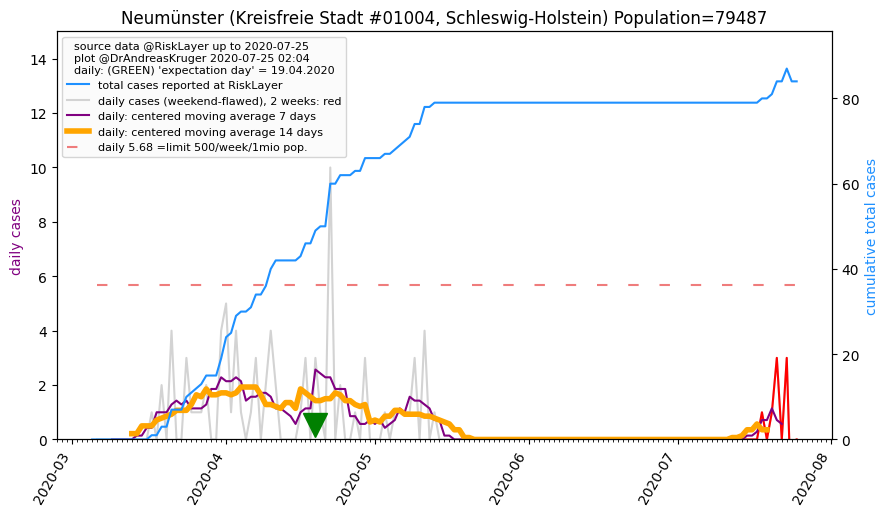 Neumünster (Kreisfreie Stadt #01004, Schleswig-Holstein) Population=79487
source data @RiskLayer up to 2020-07-25
plot @DrAndreasKruger 2020-07-25 02:04
daily: (GREEN) 'expectation day' = 19.04.2020
total cases reported at RiskLayer
daily cases (weekend-flawed), 2 weeks: red
daily: centered moving average 7 days
daily: centered moving average 14 days
daily 5.68 =limit 500/week/1mio pop.
daily cases
14
12
10
8
6
4
2
0
cumulative total cases
80
60
40
20
0
2020-03
2020-04
2020-05
2020-06
2020-07
2020-08